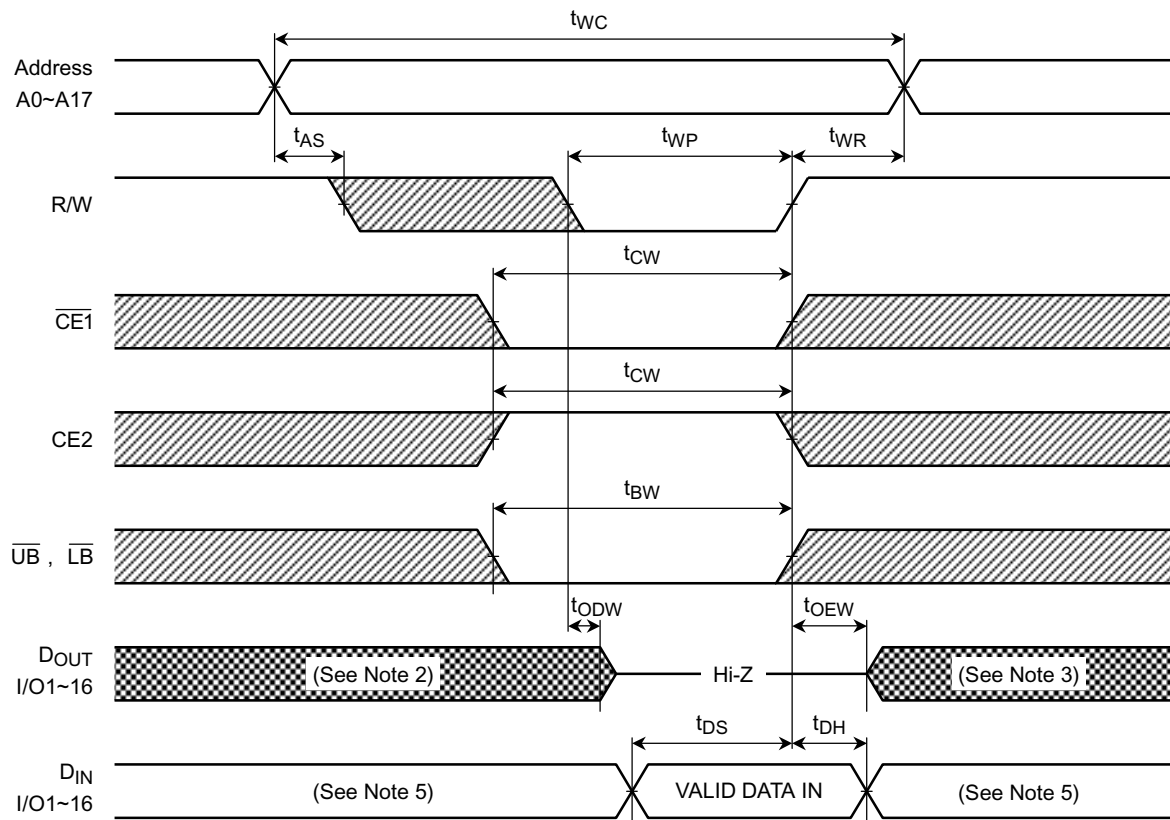 tWC
Address
A0~A17
tAS
tWP
tWR
R/W
tCW
CE1
tCW
CE2
tBW
UB , LB
tODW
tOEW
DOUT
I/O1~16
(See Note 2)
Hi-Z
(See Note 3)
tDS
tDH
DIN
I/O1~16
(See Note 5)
VALID DATA IN
(See Note 5)